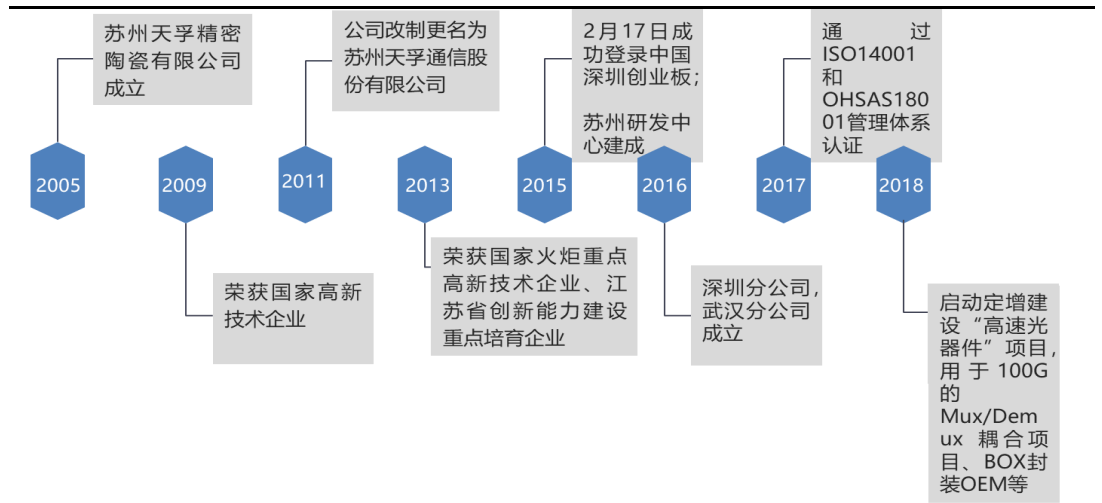 苏州天孚精密
陶瓷有限公司
成立
公司改制更名为
苏州天孚通信股
份有限公司
2月17日成
功登录中国
深圳创业板;
苏州研发中
心建成
通过
ISO14001
和
OHSAS180
01管理体系
认证
2005
2009
2011
2013
2015
2016
2017
2018
荣获国家高新
技术企业
荣获国家火炬重点
高新技术企业、江
苏省创新能力建设
重点培育企业
深圳分公司,
武汉分公司
成立
启动定增建
设“高速光
器件”项目,
用于100G
的
Mux/Dem
ux 耦合项
目、BOX封
装OEM等